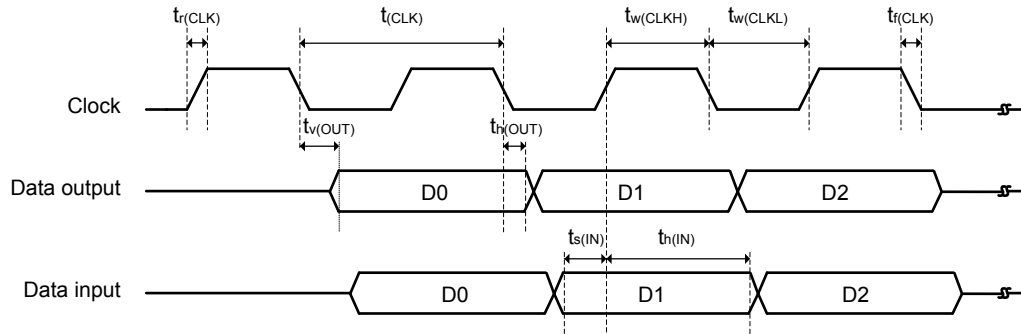 tr(CLK) t(CLK) tw(CLKH) tw(CLKL) tf(CLK)
Clock
tv(OUT) th(OUT)
Data output D0 D1 D2
ts(IN) th(IN)
Data input D0 D1 D2